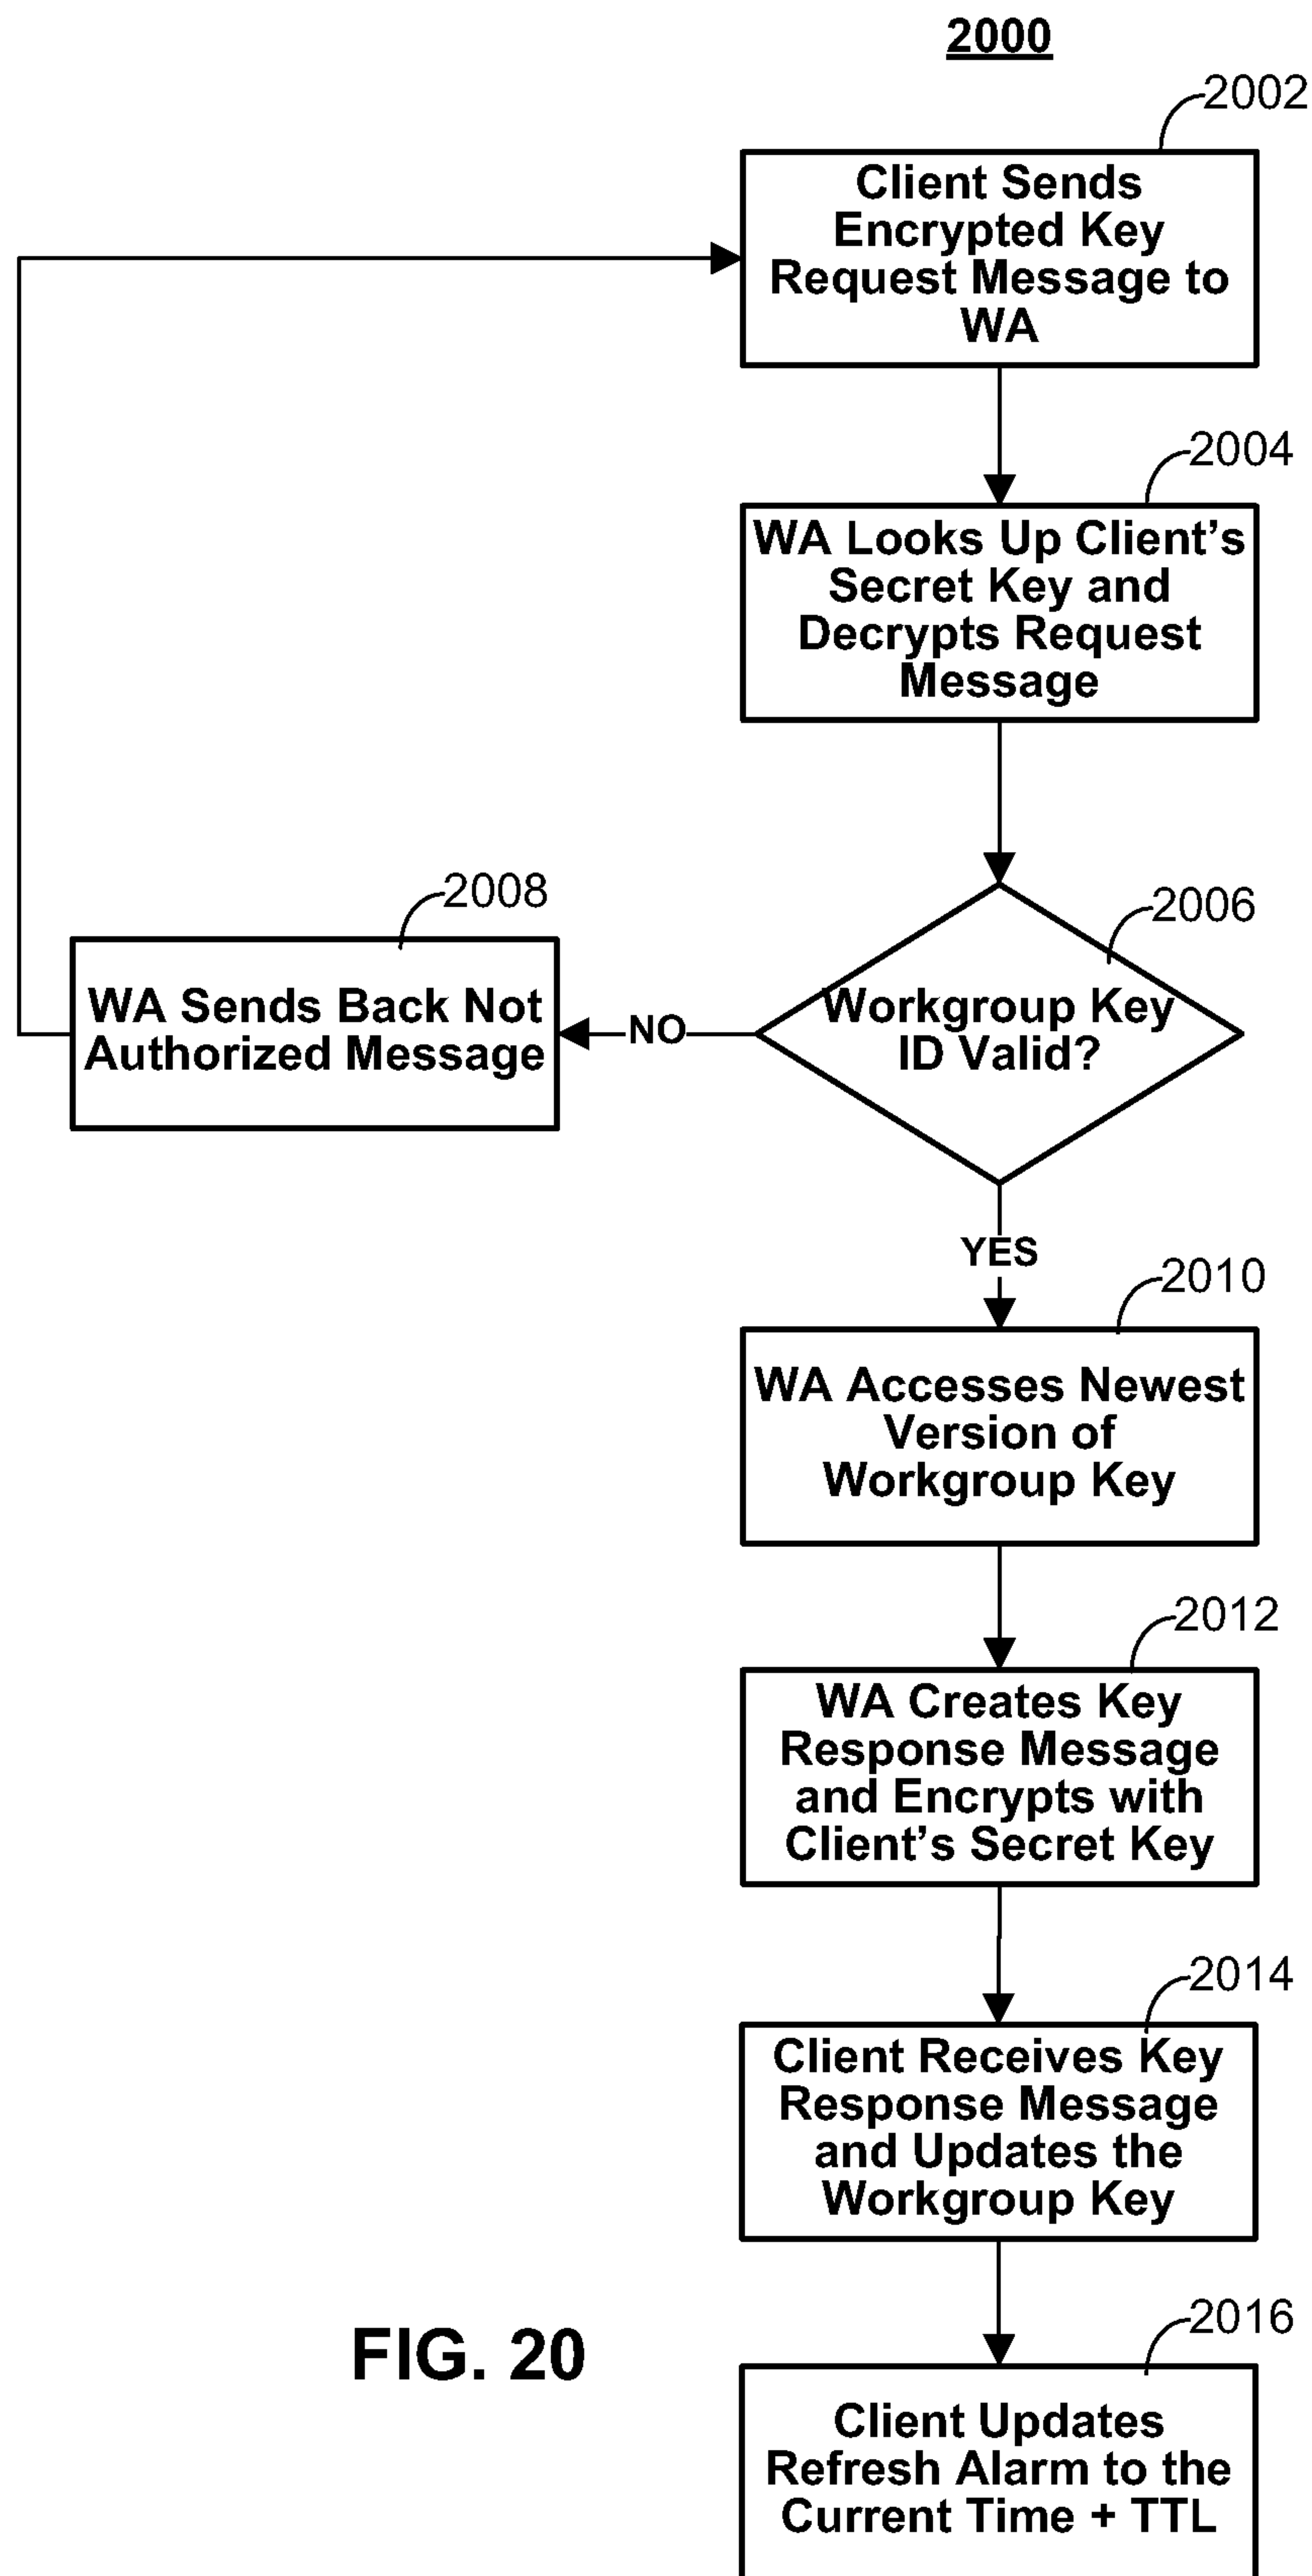 2000
2002
Client Sends
Encrypted Key
Request Message to
WA
2004
WA Looks Up Client’s
Secret Key and
Decrypts Request
Message
2006
Workgroup Key
ID Valid?
NO
2008
WA Sends Back Not
Authorized Message
YES
2010
WA Accesses Newest
Version of
Workgroup Key
2012
WA Creates Key
Response Message
and Encrypts with
Client’s Secret Key
2014
Client Receives Key
Response Message
and Updates the
Workgroup Key
2016
Client Updates
Refresh Alarm to the
Current Time + TTL
FIG. 20